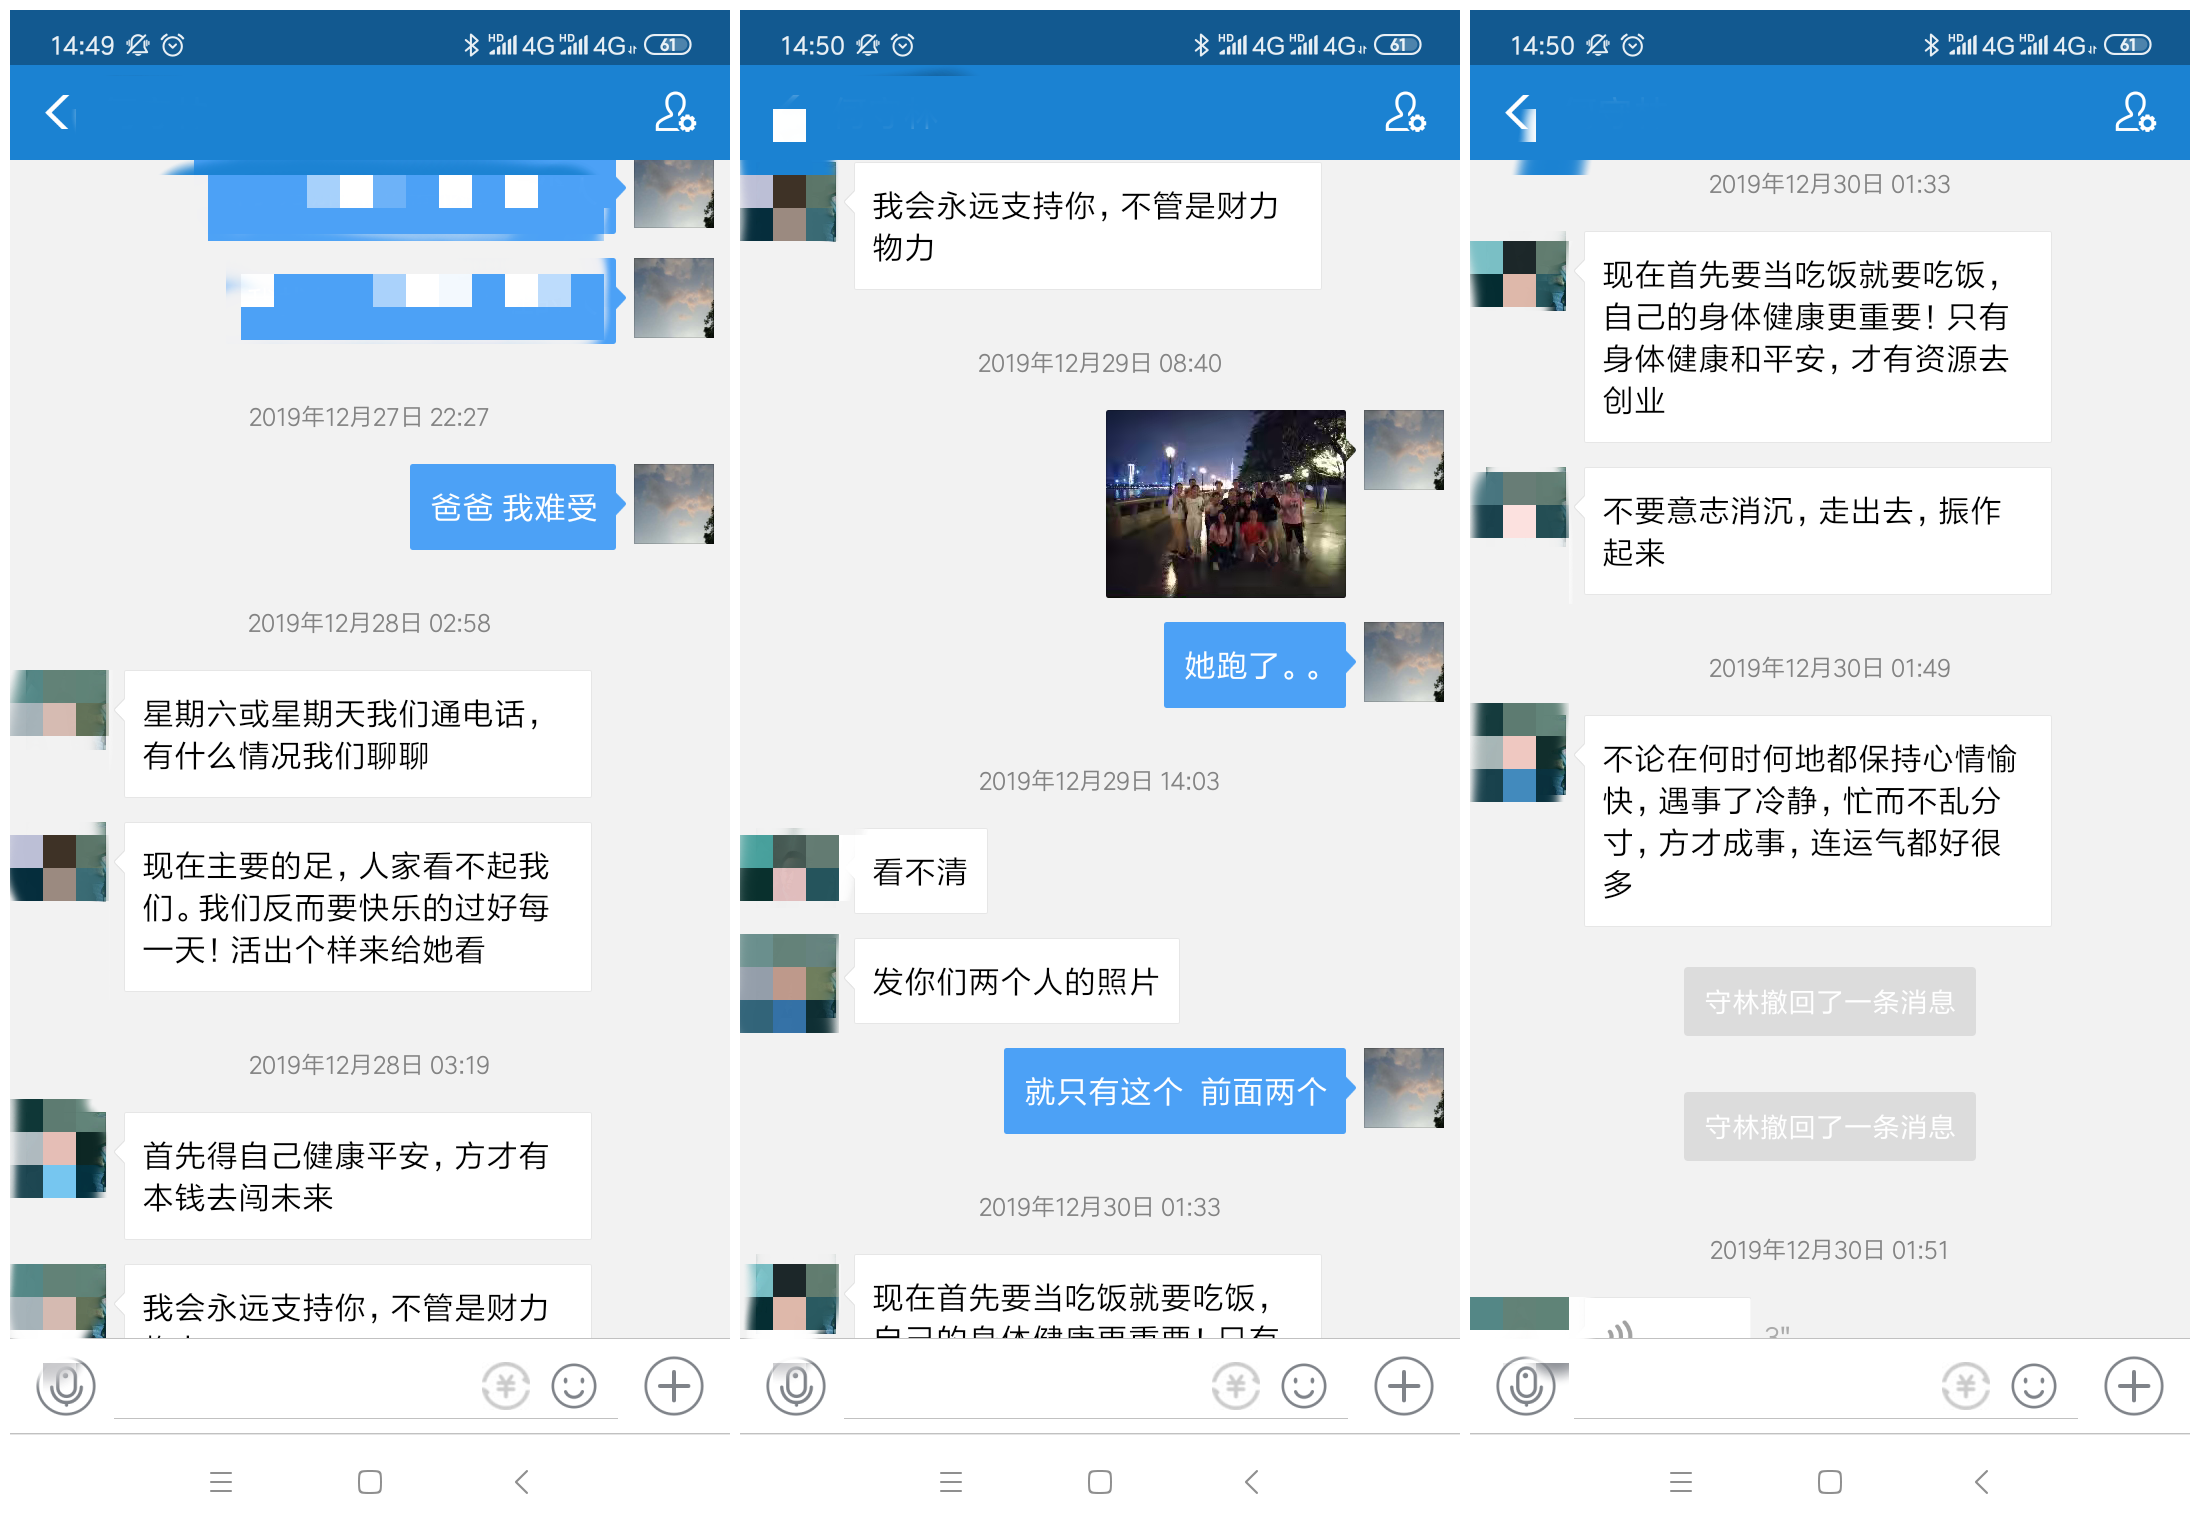 14:49
HD 4G HD 4G 61
2019年12月27日 22:27
爸爸 我难受
2019年12月28日 02:58
星期六或星期天我们通电话，
有什么情况我们聊聊
现在主要的足，人家看不起我
们。我们反而要快乐的过好每
一天！活出个样来给她看
2019年12月28日 03:19
首先得自己健康平安，方才有
本钱去闯未来
我会永远支持你，不管是财力
14:50
HD 4G HD 4G 61
我会永远支持你，不管是财力
物力
2019年12月29日 08:40
她跑了。。
2019年12月29日 14:03
看不清
发你们两个人的照片
就只有这个 前面两个
2019年12月30日 01:33
现在首先要当吃饭就要吃饭，
自己的身体健康更重要！只有
14:50
HD 4G HD 4G 61
2019年12月30日 01:33
现在首先要当吃饭就要吃饭，
自己的身体健康更重要！只有
身体健康和平安，才有资源去
创业
不要意志消沉，走出去，振作
起来
2019年12月30日 01:49
不论在何时何地都保持心情愉
快，遇事了冷静，忙而不乱分
寸，方才成事，连运气都好很
多
守林撤回了一条消息
守林撤回了一条消息
2019年12月30日 01:51
3"